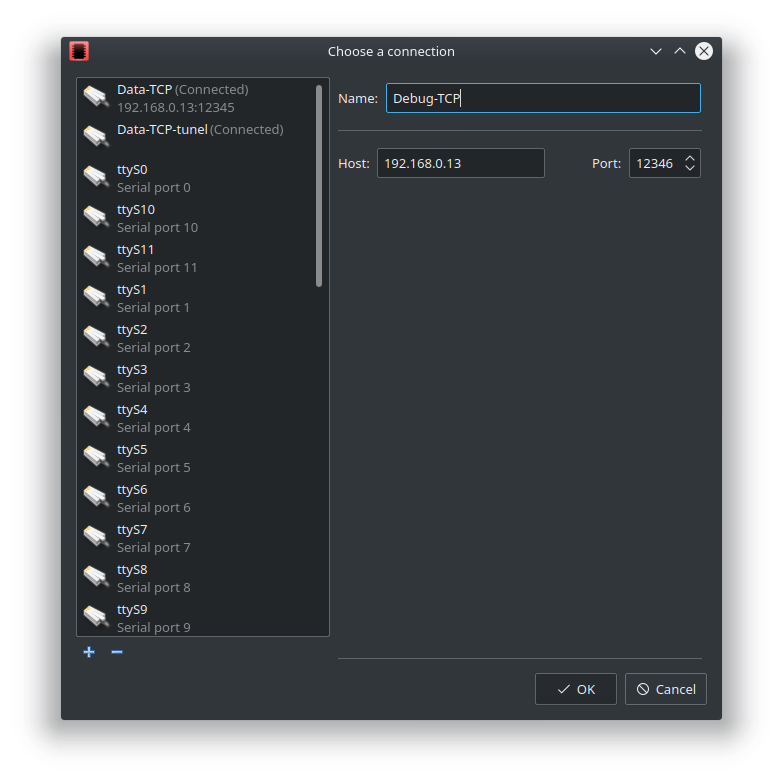 Choose a connection
Data-TCP (Connected)
192.168.0.13:12345
Data-TCP-tunel (Connected)
ttyS0
Serial port 0
ttyS10
Serial port 10
ttyS11
Serial port 11
ttyS1
Serial port 1
ttyS2
Serial port 2
ttyS3
Serial port 3
ttyS4
Serial port 4
ttyS5
Serial port 5
ttyS6
Serial port 6
ttyS7
Serial port 7
ttyS8
Serial port 8
ttyS9
Serial port 9
Name: Debug-TCP
Host: 192.168.0.13 Port: 12346
OK Cancel